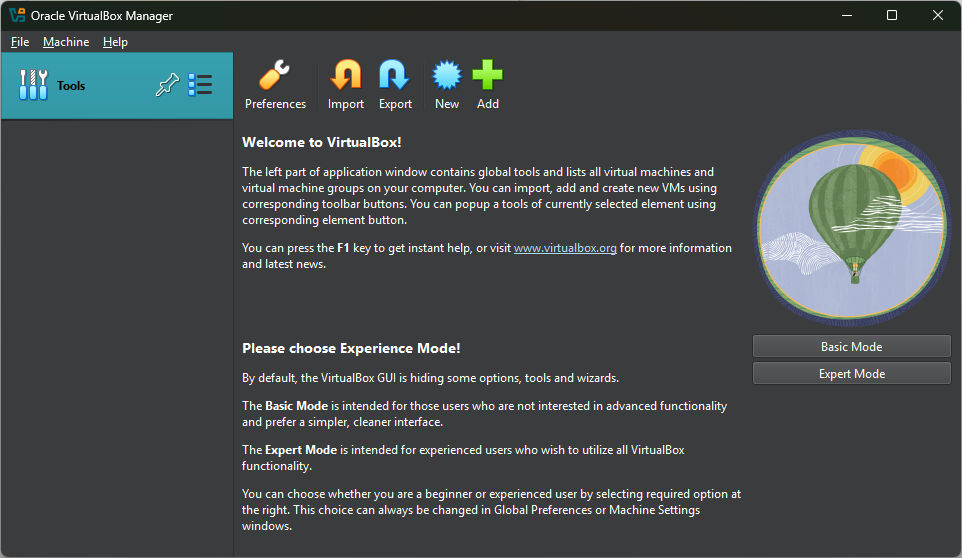 Oracle VirtualBox Manager
File Machine Help
Tools
Preferences Import Export New Add
Welcome to VirtualBox!
The left part of application window contains global tools and lists all virtual machines and
virtual machine groups on your computer. You can import, add and create new VMs using
corresponding toolbar buttons. You can popup a tools of currently selected element using
corresponding element button.
You can press the F1 key to get instant help, or visit www.virtualbox.org for more information
and latest news.
Please choose Experience Mode!
By default, the VirtualBox GUI is hiding some options, tools and wizards.
The Basic Mode is intended for those users who are not interested in advanced functionality
and prefer a simpler, cleaner interface.
The Expert Mode is intended for experienced users who wish to utilize all VirtualBox
functionality.
You can choose whether you are a beginner or experienced user by selecting required option at
the right. This choice can always be changed in Global Preferences or Machine Settings
windows.
Basic Mode
Expert Mode